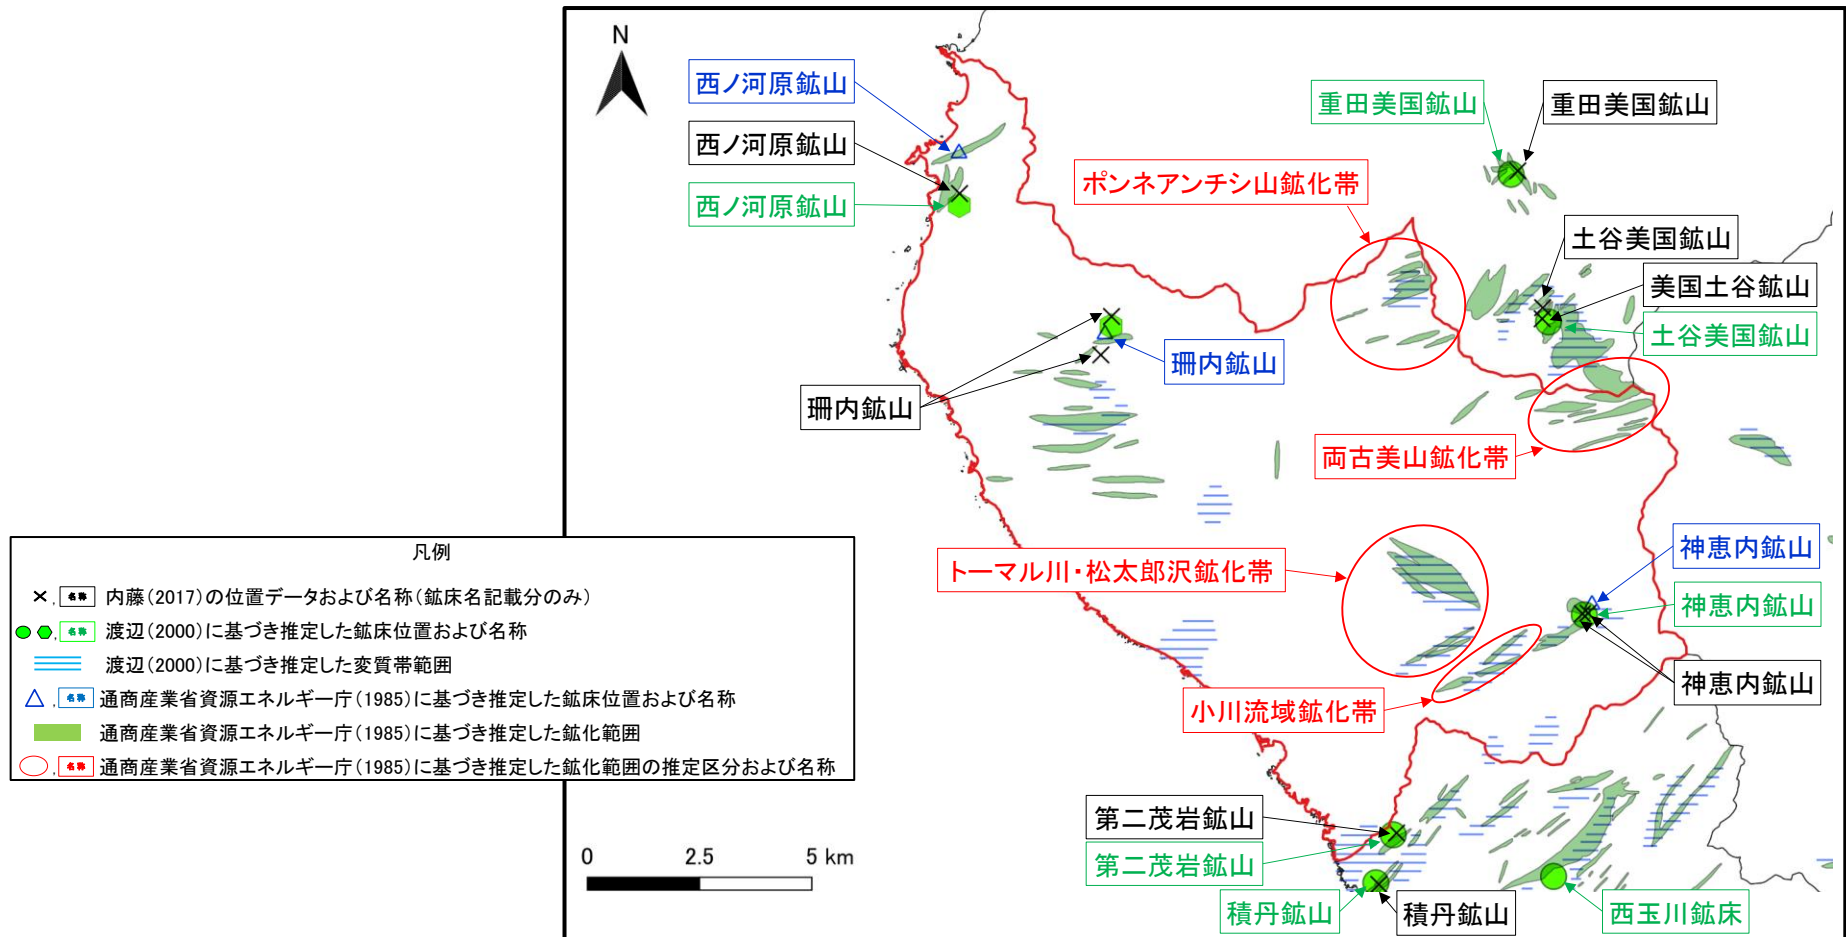 N
西ノ河原鉱山
西ノ河原鉱山
西ノ河原鉱山
重田美国鉱山
重田美国鉱山
ポンネアンチシ山鉱化帯
土谷美国鉱山
美国土谷鉱山
土谷美国鉱山
珊内鉱山
珊内鉱山
両古美山鉱化帯
トーマル川・松太郎沢鉱化帯
神恵内鉱山
神恵内鉱山
神恵内鉱山
小川流域鉱化帯
第二茂岩鉱山
第二茂岩鉱山
積丹鉱山
積丹鉱山
西玉川鉱床
凡例
×, 名称 内藤(2017)の位置データおよび名称(鉱床名記載分のみ)
, 名称 渡辺(2000)に基づき推定した鉱床位置および名称
渡辺(2000)に基づき推定した変質帯範囲
, 名称 通商産業省資源エネルギー庁(1985)に基づき推定した鉱床位置および名称
通商産業省資源エネルギー庁(1985)に基づき推定した鉱化範囲
, 名称 通商産業省資源エネルギー庁(1985)に基づき推定した鉱化範囲の推定区分および名称
0 2.5 5 km